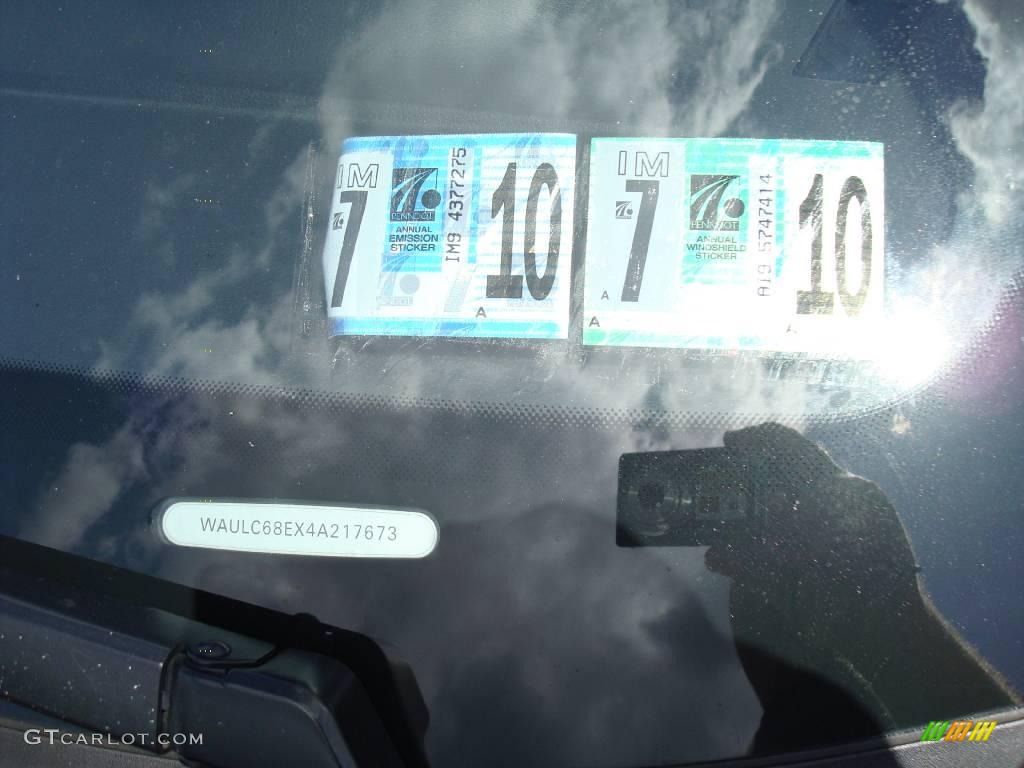 IM
7
PENNDOT
ANNUAL
EMISSION
STICKER
IM9 4377275
10
A
IM
7
A
A
PENNDOT
ANNUAL
WINDSHIELD
STICKER
AI9 5747414
10
A
WAULC68EX4A217673
GTCARLOT.COM